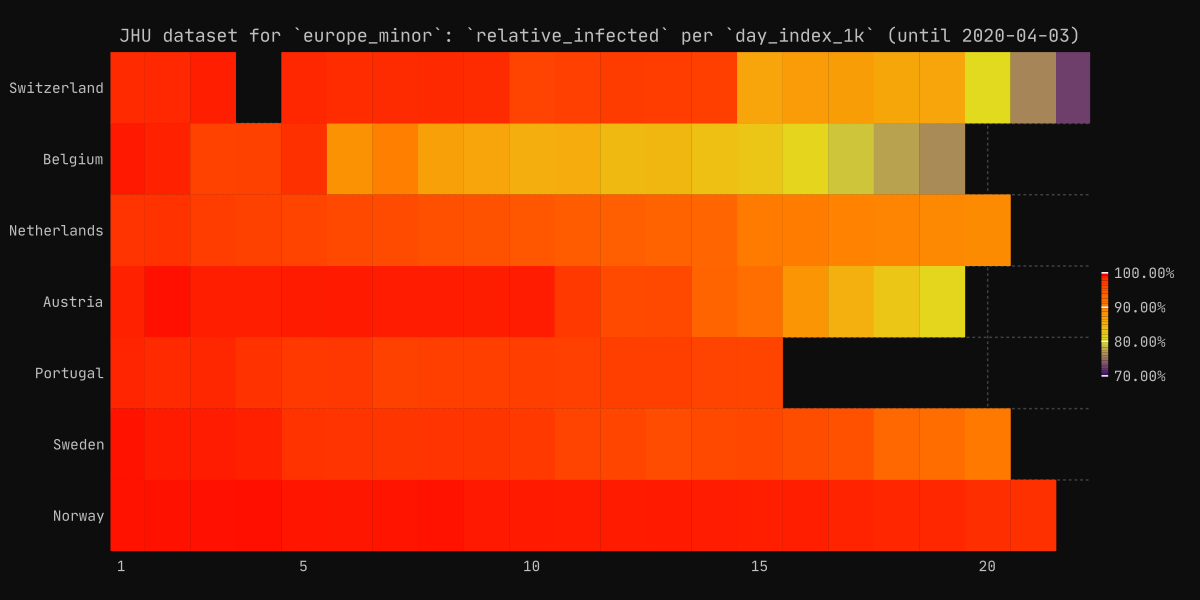 JHU dataset for `europe_minor`: `relative_infected` per `day_index_1k` (until 2020-04-03)
Switzerland
Belgium
Netherlands
Austria
Portugal
Sweden
Norway
1 5 10 15 20
100.00%
90.00%
80.00%
70.00%